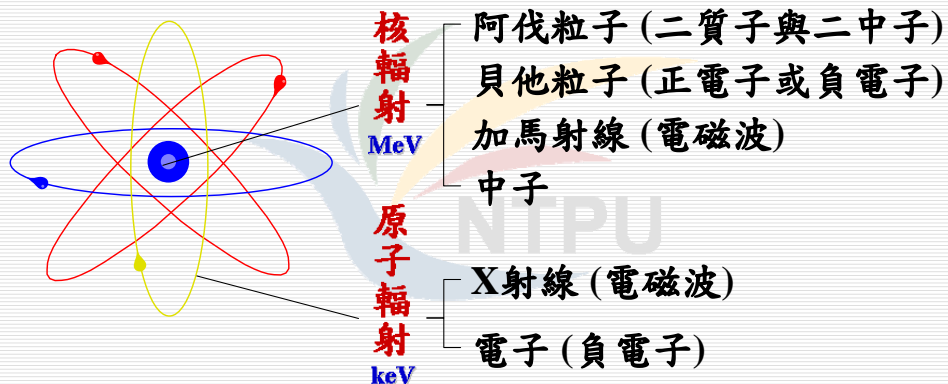 核輻射
MeV
阿伐粒子 (二質子與二中子)
貝他粒子 (正電子或負電子)
加馬射線 (電磁波)
中子
NTPU
原子輻射
keV
X射線 (電磁波)
電子 (負電子)